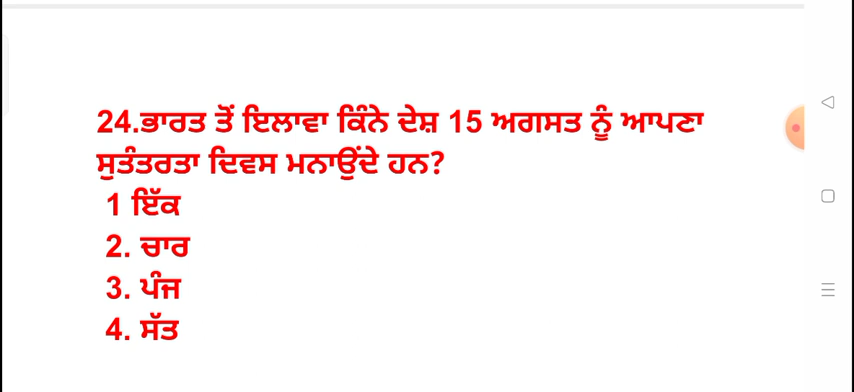 24.ਭਾਰਤ ਤੋਂ ਇਲਾਵਾ ਕਿੰਨੇ ਦੇਸ਼ 15 ਅਗਸਤ ਨੂੰ ਆਪਣਾ
ਸੁਤੰਤਰਤਾ ਦਿਵਸ ਮਨਾਉਂਦੇ ਹਨ?
1 ਇੱਕ
2. ਚਾਰ
3. ਪੰਜ
4. ਸੱਤ